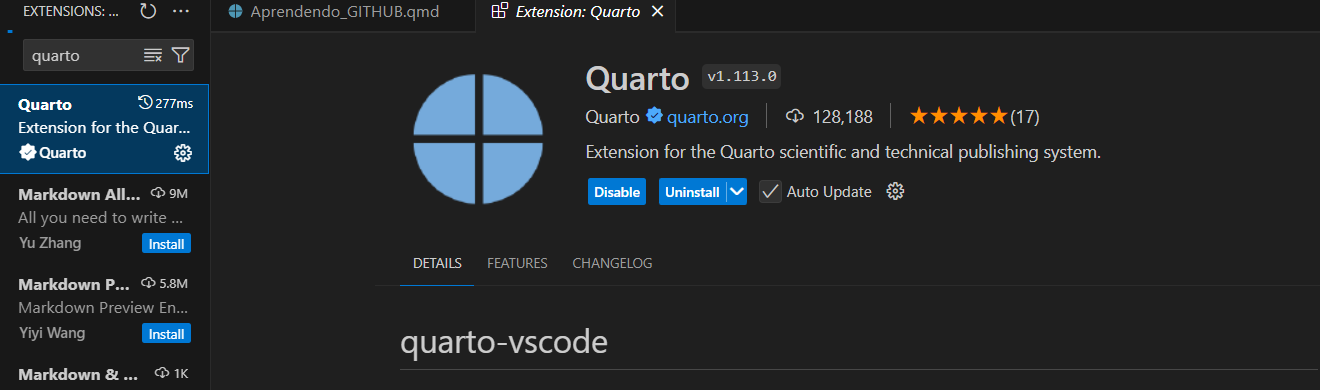 EXTENSIONS: ...
quarto
Quarto 277ms
Extension for the Quar...
Quarto
Markdown All... 9M
All you need to write ...
Yu Zhang Install
Markdown P... 5.8M
Markdown Preview En...
Yiyi Wang Install
Markdown & ... 1K
Aprendendo_GITHUB.qmd Extension: Quarto
Quarto v1.113.0
Quarto quarto.org 128,188 (17)
Extension for the Quarto scientific and technical publishing system.
Disable Uninstall Auto Update
DETAILS FEATURES CHANGELOG
quarto-vscode